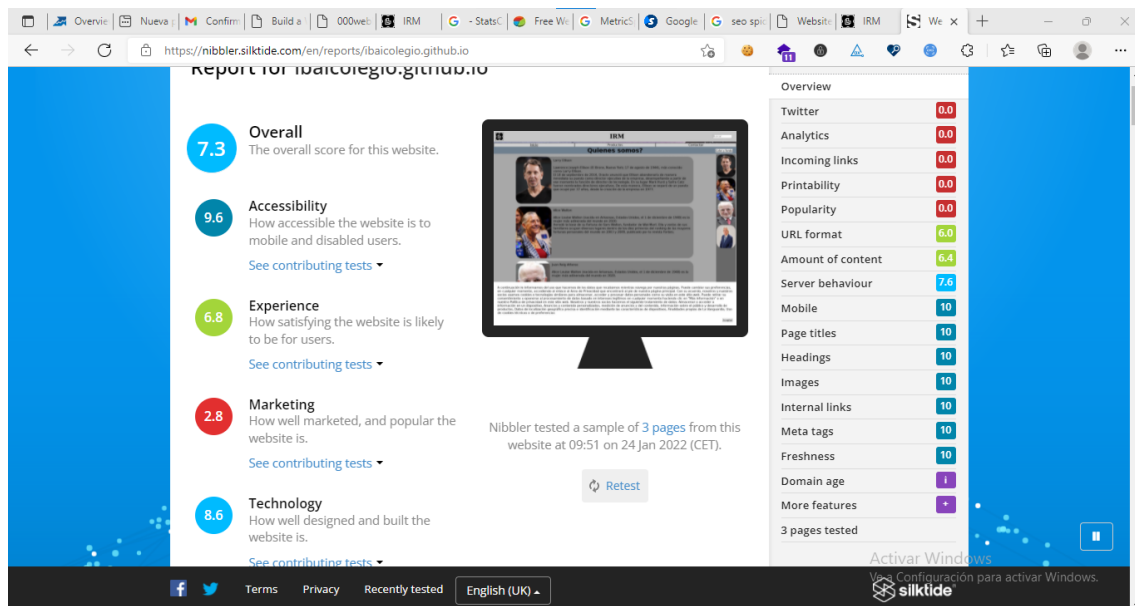 Overvie
Nueva p
Confirm
Build a
000web
IRM
- StatsC
Free We
MetricS
Google
seo spid
Website
IRM
We
https://nibbler.silktide.com/en/reports/ibaicolegio.github.io
11
Report for ibaicolegio.github.io
7.3
Overall
The overall score for this website.
9.6
Accessibility
How accessible the website is to
mobile and disabled users.
See contributing tests
6.8
Experience
How satisfying the website is likely
to be for users.
See contributing tests
2.8
Marketing
How well marketed, and popular the
website is.
See contributing tests
8.6
Technology
How well designed and built the
website is.
See contributing tests
IRM
Quienes somos?
Nibbler tested a sample of 3 pages from this
website at 09:51 on 24 Jan 2022 (CET).
Retest
Overview
Twitter 0.0
Analytics 0.0
Incoming links 0.0
Printability 0.0
Popularity 0.0
URL format 6.0
Amount of content 6.4
Server behaviour 7.6
Mobile 10
Page titles 10
Headings 10
Images 10
Internal links 10
Meta tags 10
Freshness 10
Domain age i
More features +
3 pages tested
Activar Windows
Ve a Configuración para activar Windows.
Terms
Privacy
Recently tested
English (UK)
silktide